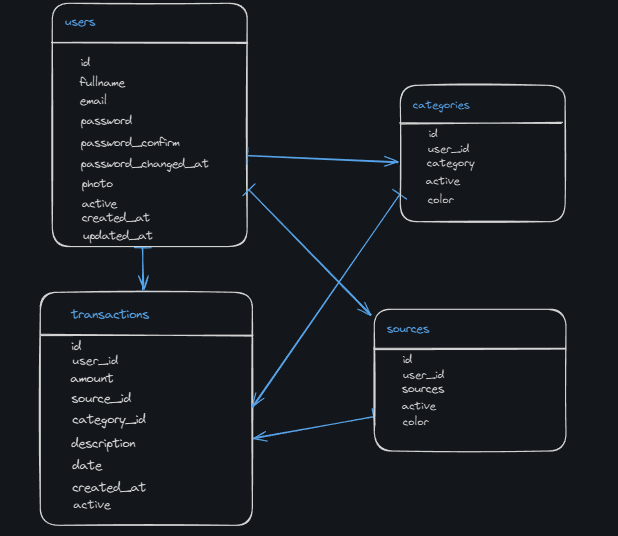 users
id
fullname
email
password
password_confirm
password_changed_at
photo
active
created_at
updated_at
categories
id
user_id
category
active
color
transactions
id
user_id
amount
source_id
category_id
description
date
created_at
active
sources
id
user_id
sources
active
color